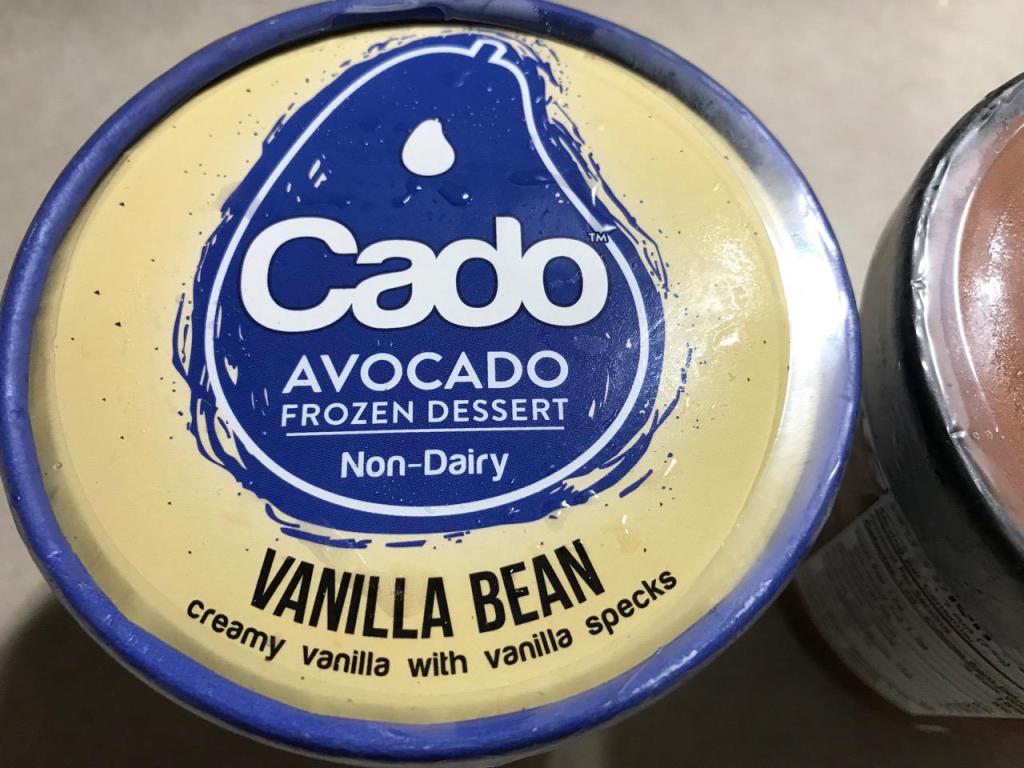 Cado™
AVOCADO
FROZEN DESSERT
Non-Dairy
VANILLA BEAN
creamy vanilla with vanilla specks